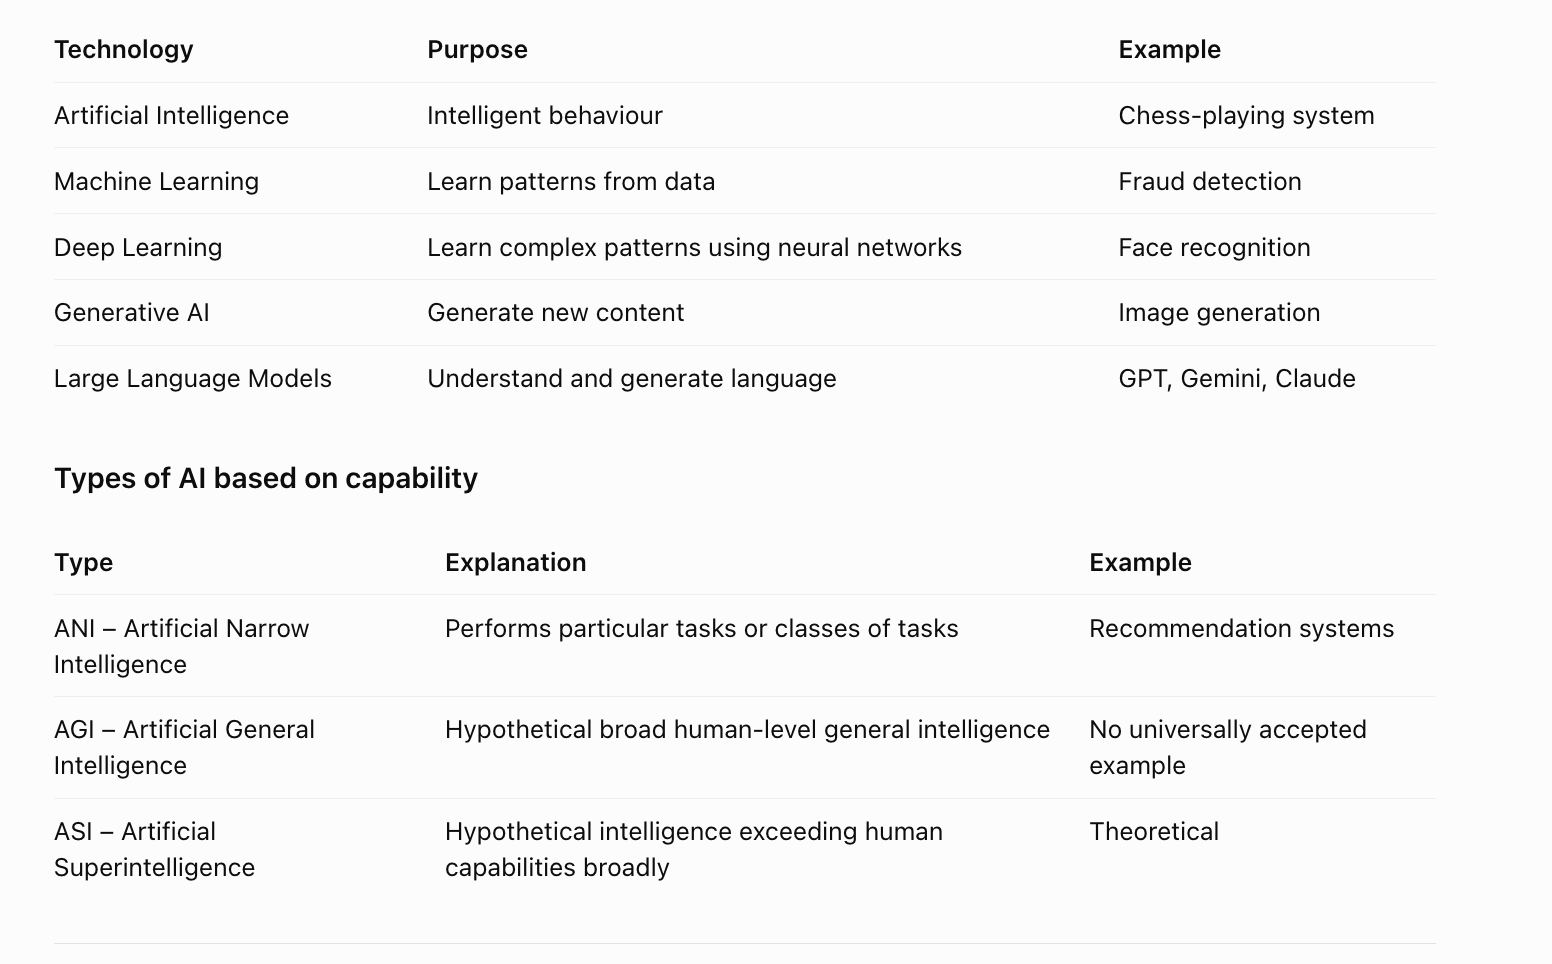 Technology Purpose Example
Artificial Intelligence Intelligent behaviour Chess-playing system
Machine Learning Learn patterns from data Fraud detection
Deep Learning Learn complex patterns using neural networks Face recognition
Generative AI Generate new content Image generation
Large Language Models Understand and generate language GPT, Gemini, Claude
Types of AI based on capability
Type Explanation Example
ANI – Artificial Narrow Performs particular tasks or classes of tasks Recommendation systems
Intelligence
AGI – Artificial General Hypothetical broad human-level general intelligence No universally accepted
Intelligence example
ASI – Artificial Hypothetical intelligence exceeding human Theoretical
Superintelligence capabilities broadly